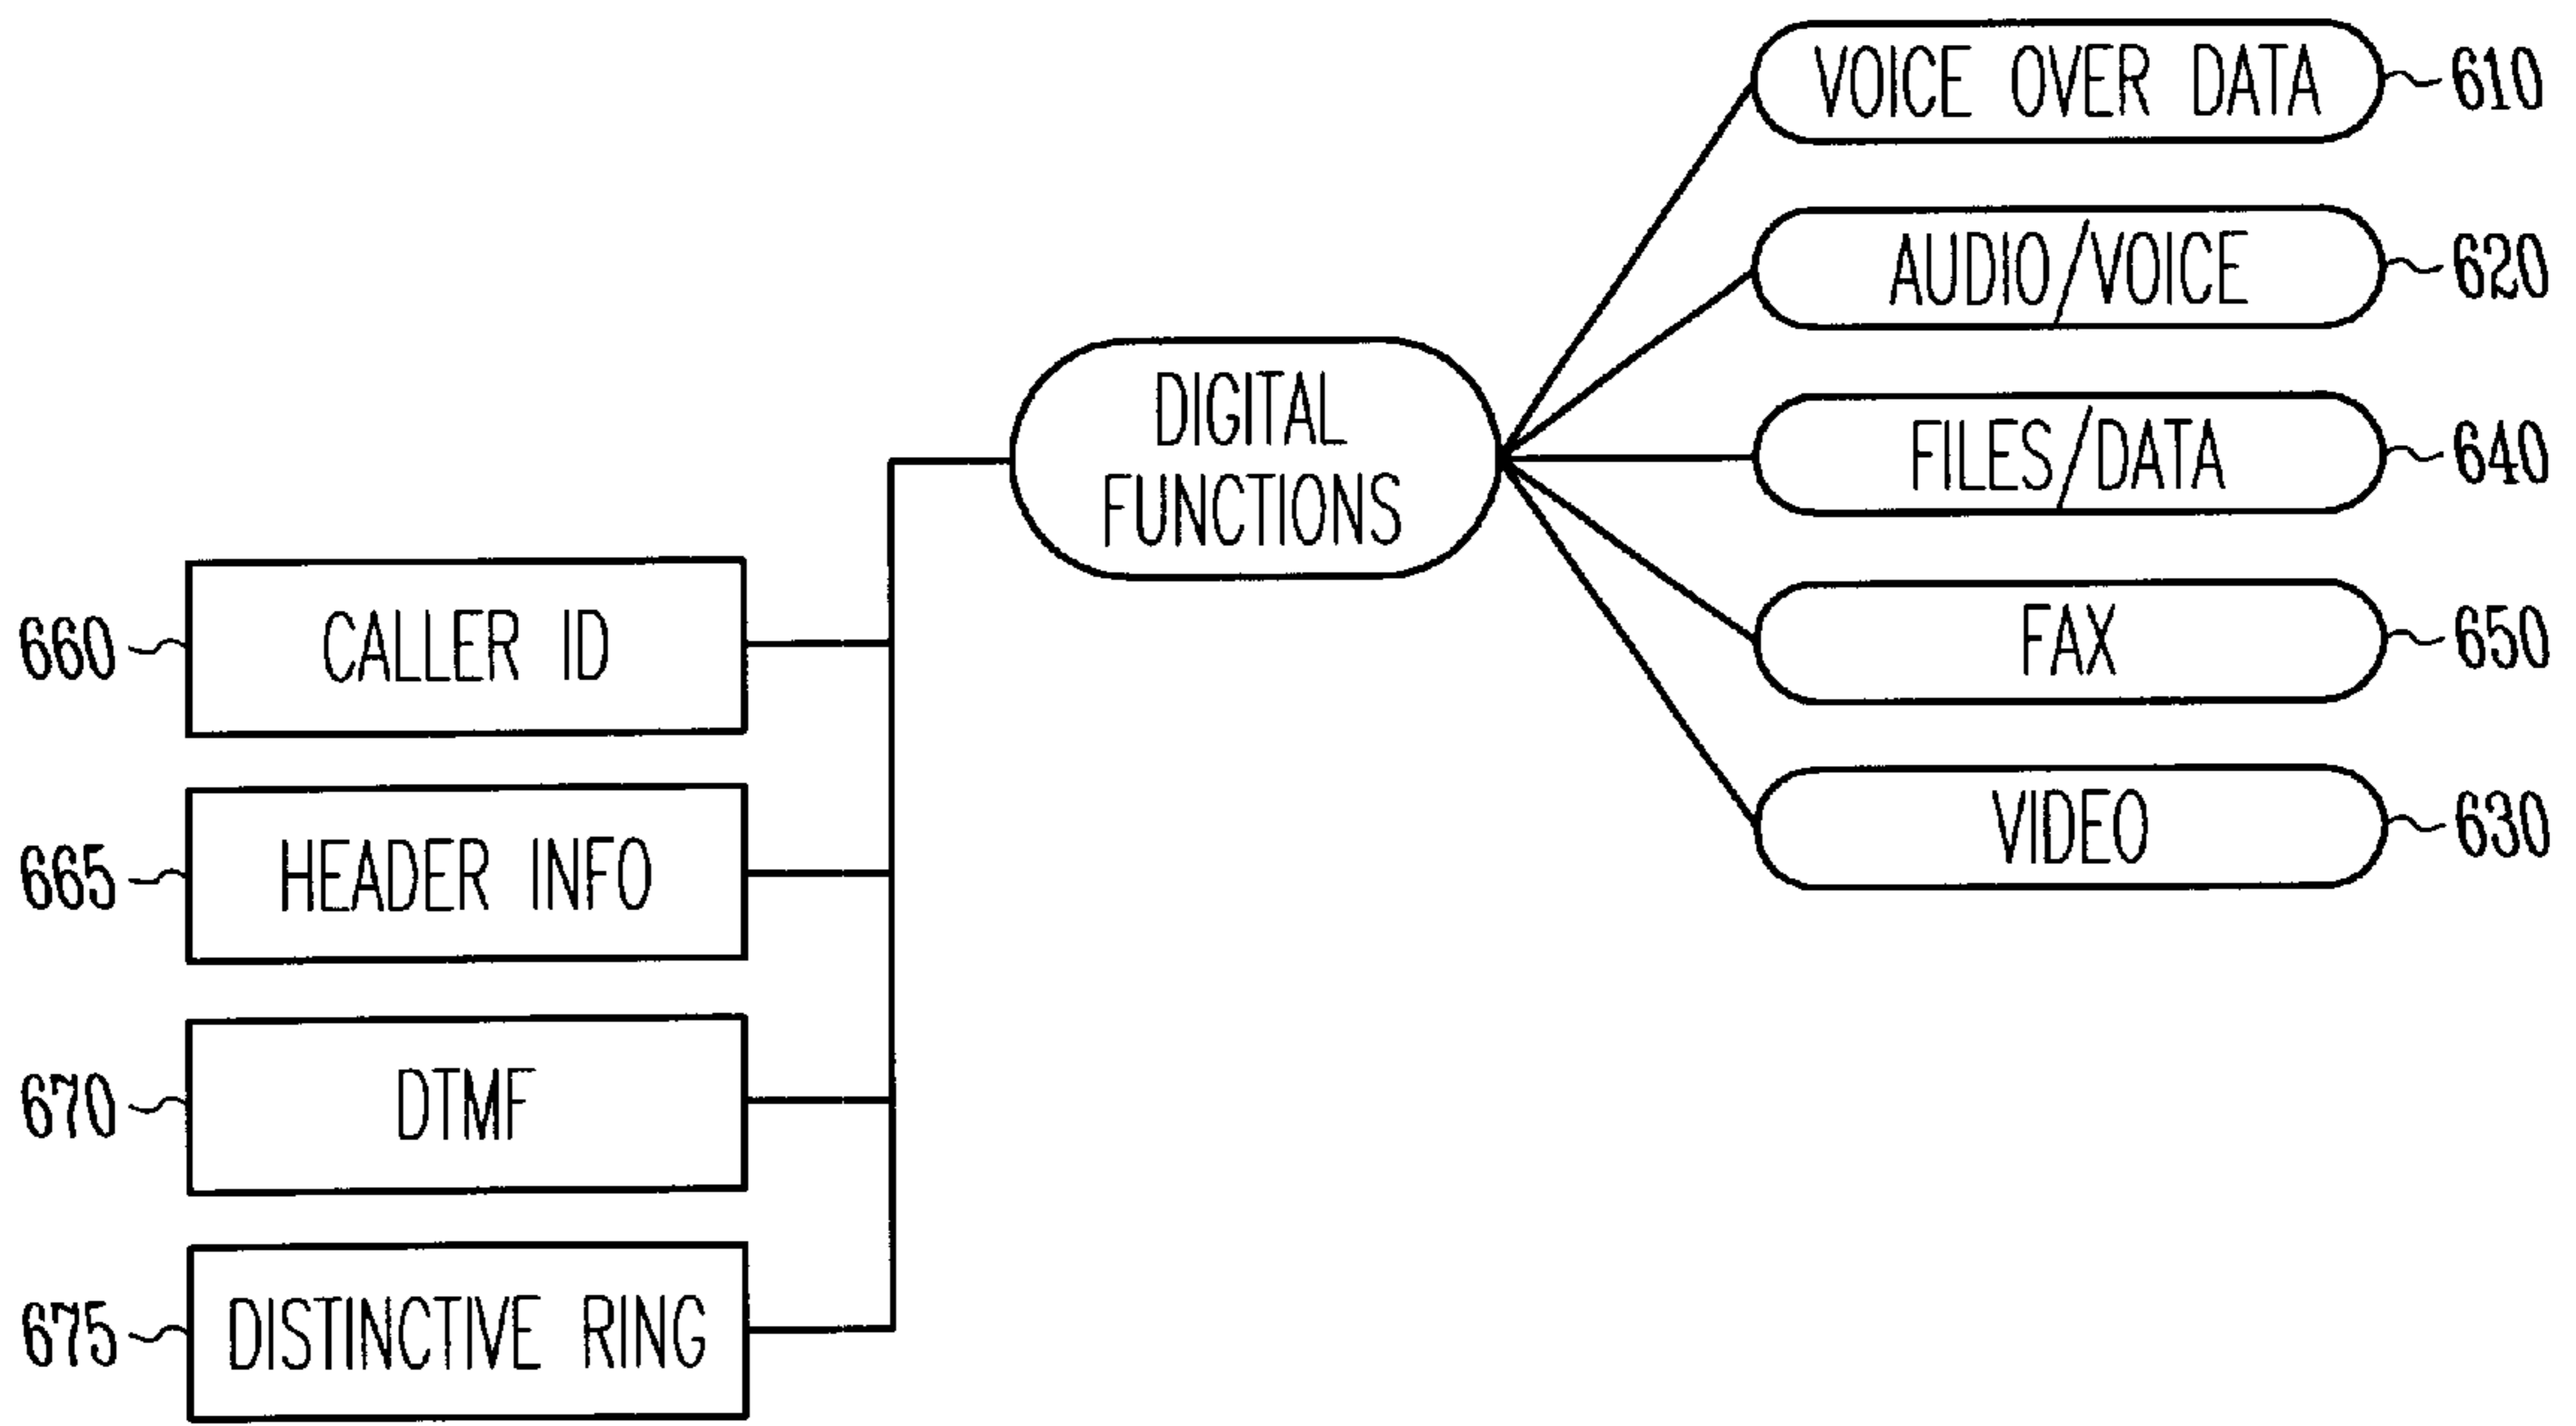 VOICE OVER DATA 610
AUDIO/VOICE 620
DIGITAL
FUNCTIONS
FILES/DATA 640
660 CALLER ID
FAX 650
665 HEADER INFO
VIDEO 630
670 DTMF
675 DISTINCTIVE RING